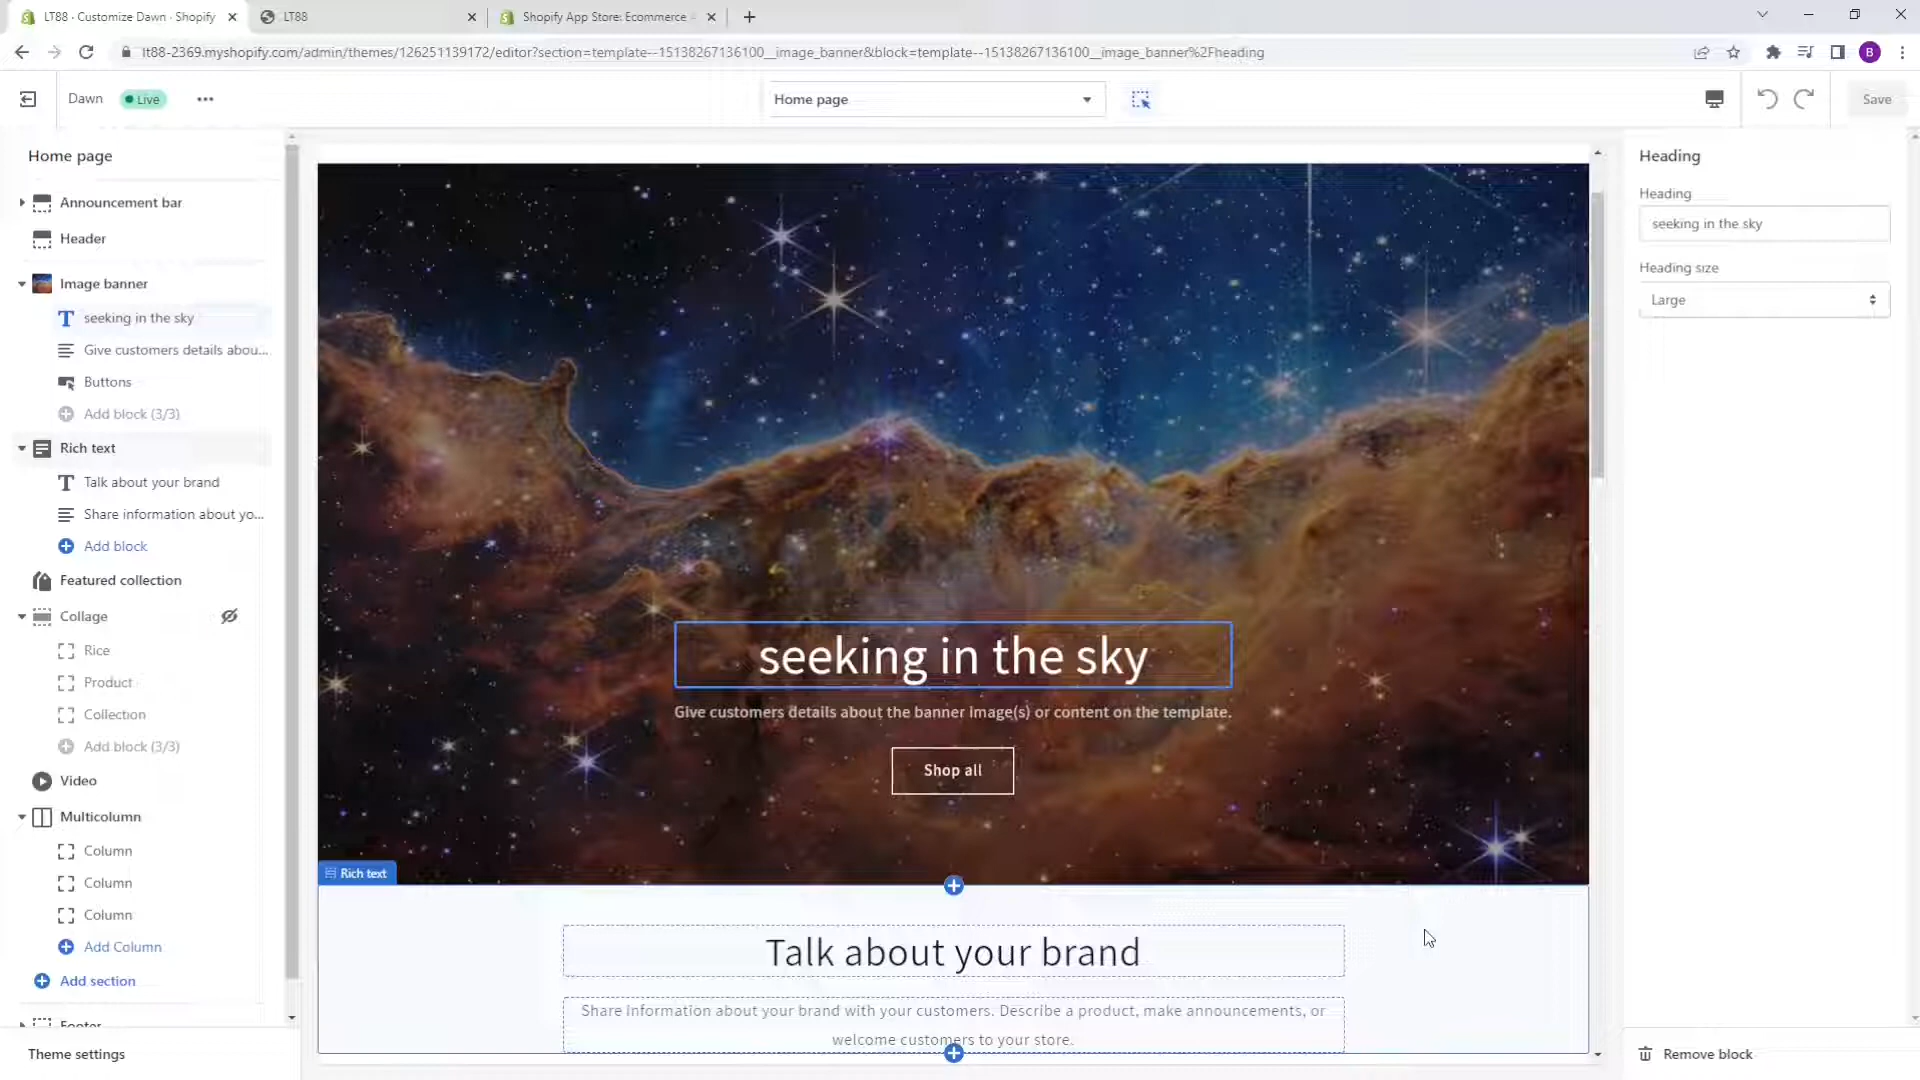 LT88 · Customize Dawn · Shopify
LT88
Shopify App Store: Ecommerce
lt88-2369.myshopify.com/admin/themes/126251139172/editor?section=template--15138267136100__image_banner&block=template--15138267136100__image_banner%2Fheading
B
Dawn
Live
Home page
Save
Home page
Announcement bar
Header
Image banner
seeking in the sky
Give customers details abou...
Buttons
Add block (3/3)
Rich text
Talk about your brand
Share information about yo...
Add block
Featured collection
Collage
Rice
Product
Collection
Add block (3/3)
Video
Multicolumn
Column
Column
Column
Add Column
Add section
Footer
Theme settings
seeking in the sky
Give customers details about the banner image(s) or content on the template.
Shop all
Rich text
Talk about your brand
Share information about your brand with your customers. Describe a product, make announcements, or
welcome customers to your store.
Heading
Heading
seeking in the sky
Heading size
Large
Remove block